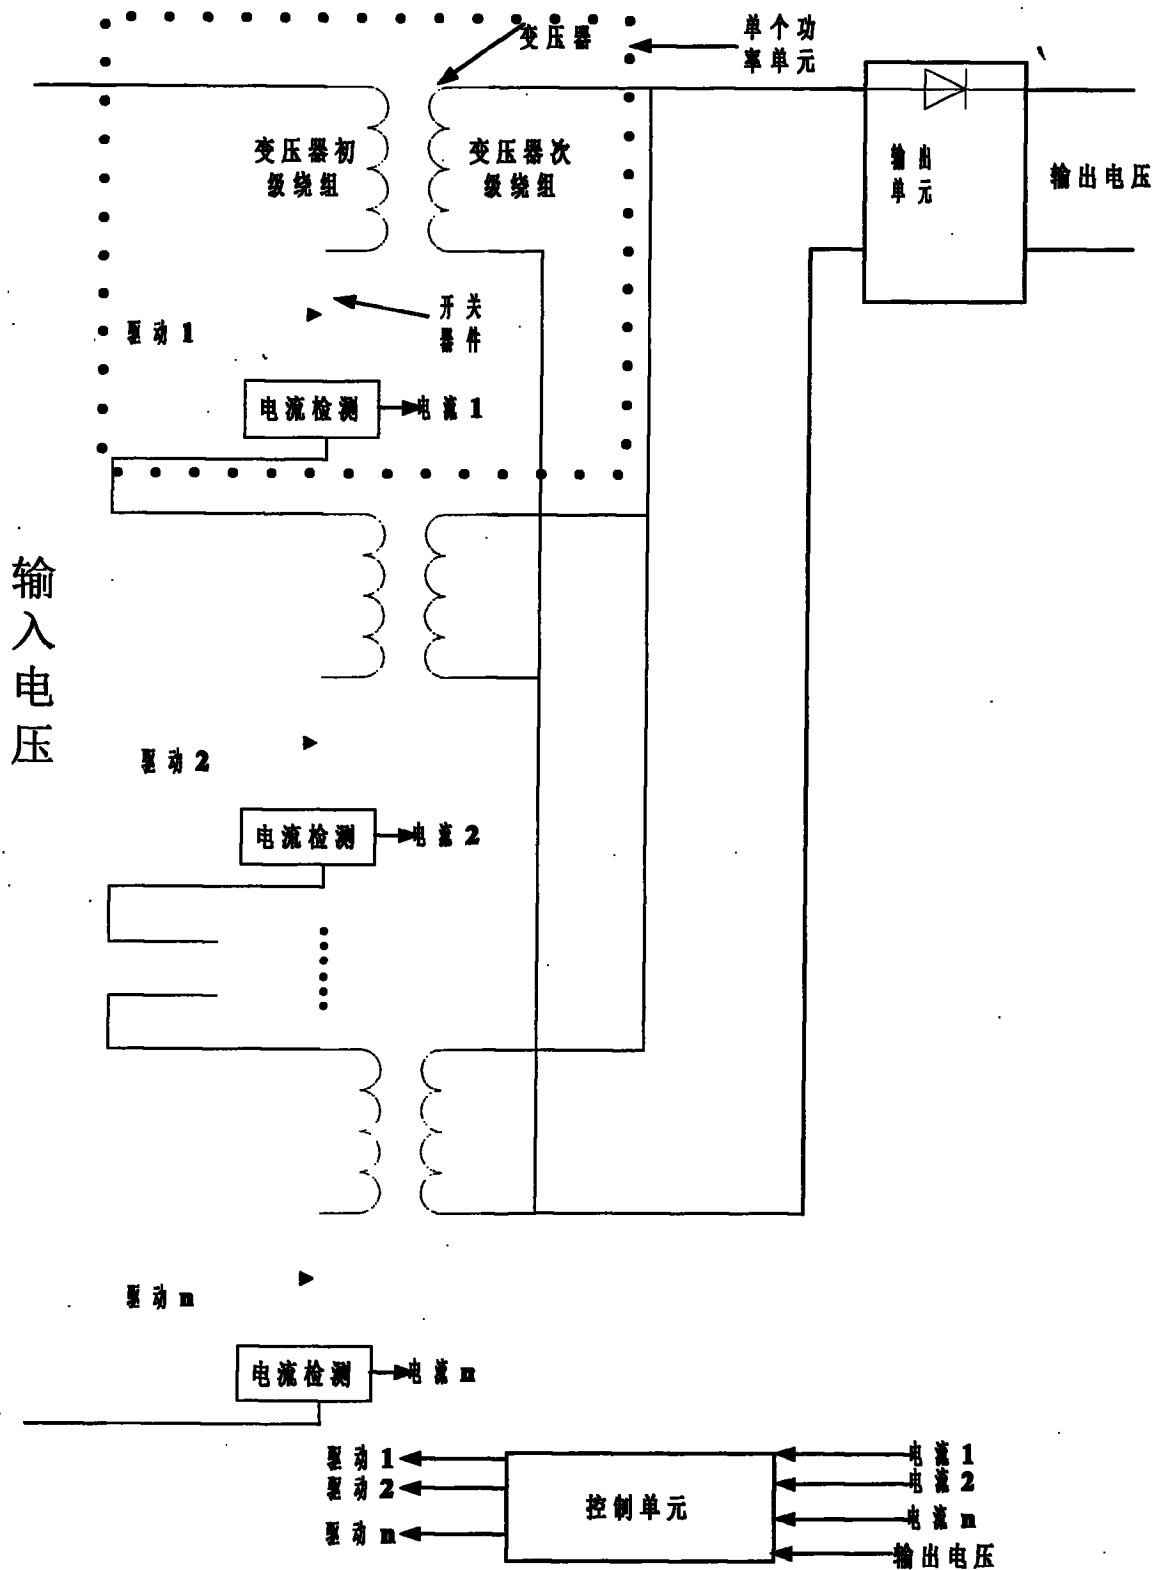 变压器
单个功
率单元
变压器初
级绕组
变压器次
级绕组
输出
单元
输出电压
开关
器件
驱动1
电流检测
电流1
输入电压
驱动2
电流检测
电流2
驱动n
电流检测
电流n
驱动1
驱动2
驱动n
控制单元
电流1
电流2
电流n
输出电压